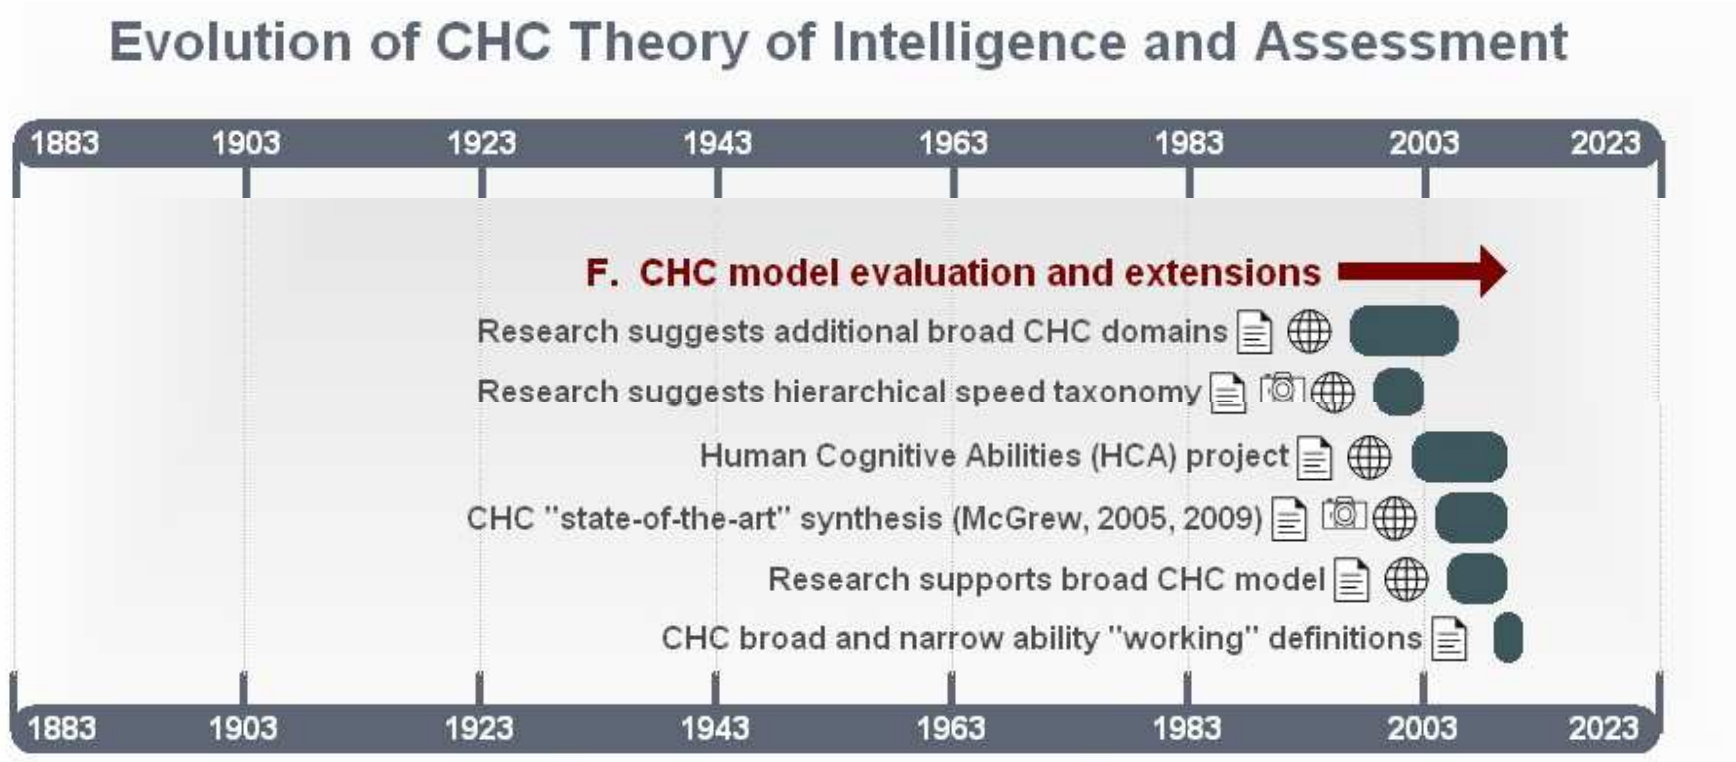 Evolution of CHC Theory of Intelligence and Assessment
1883 1903 1923 1943 1963 1983 2003 2023
F. CHC model evaluation and extensions
Research suggests additional broad CHC domains
Research suggests hierarchical speed taxonomy
Human Cognitive Abilities (HCA) project
CHC "state-of-the-art" synthesis (McGrew, 2005, 2009)
Research supports broad CHC model
CHC broad and narrow ability "working" definitions
1883 1903 1923 1943 1963 1983 2003 2023